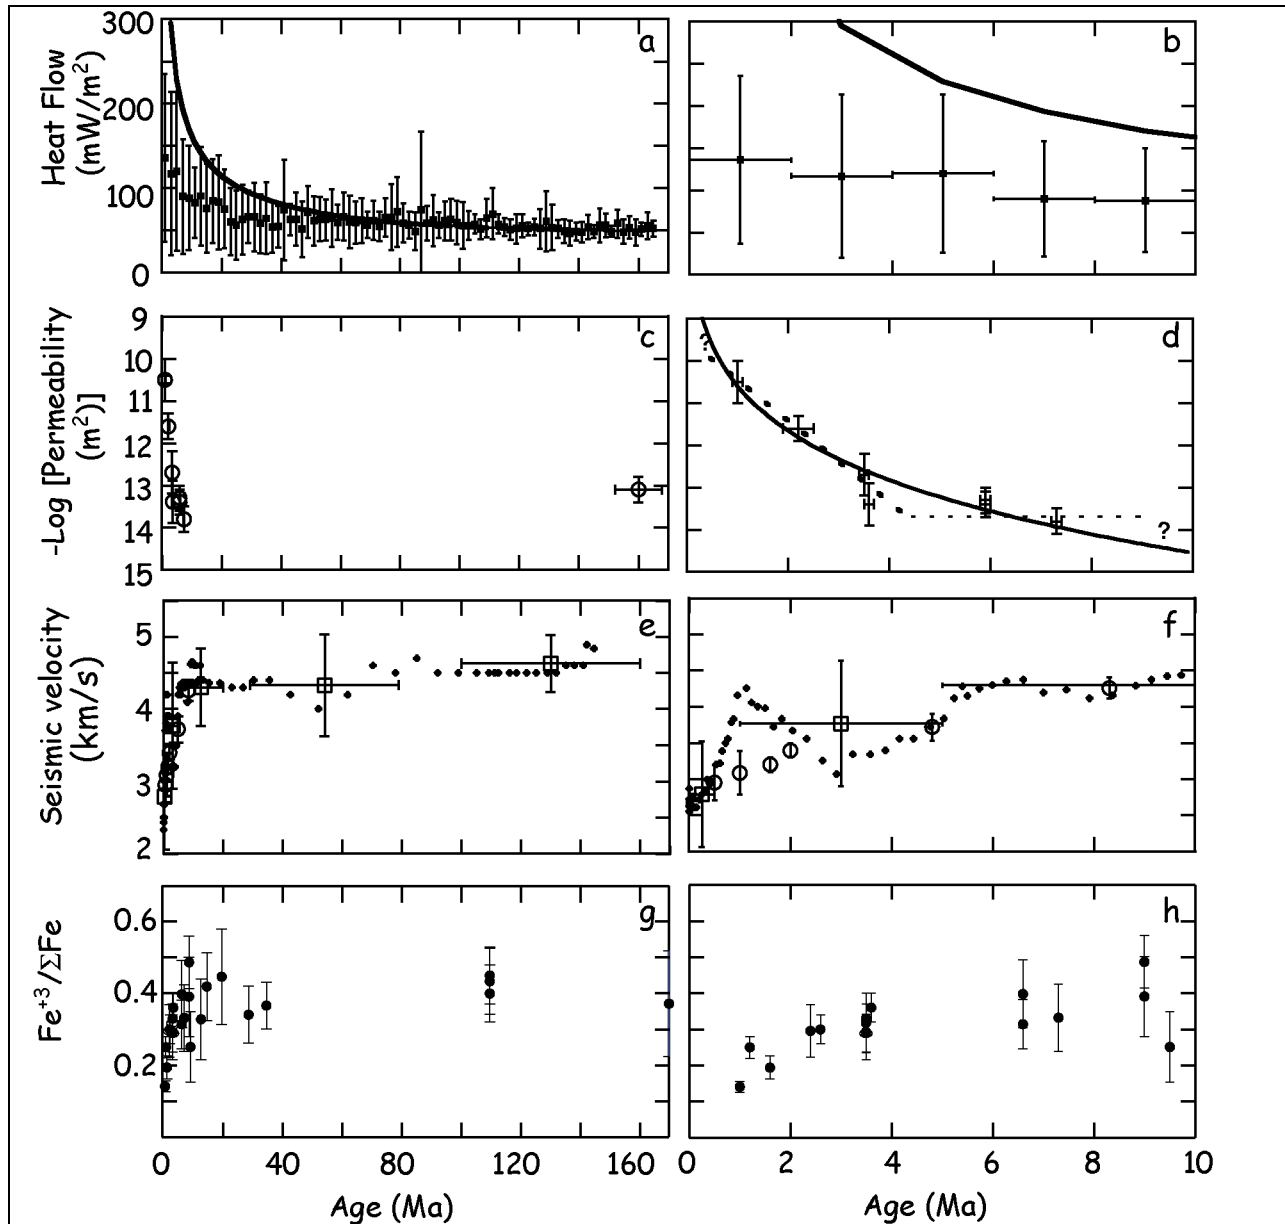 Heat Flow
(mW/m²)
300
200
100
0
a
b
-Log [Permeability
(m²)]
9
10
11
12
13
14
15
c
d
?
?
Seismic velocity
(km/s)
5
4
3
2
e
f
Fe⁺³/ΣFe
0.6
0.4
0.2
g
h
0 40 80 120 160
0 2 4 6 8 10
Age (Ma)
Age (Ma)